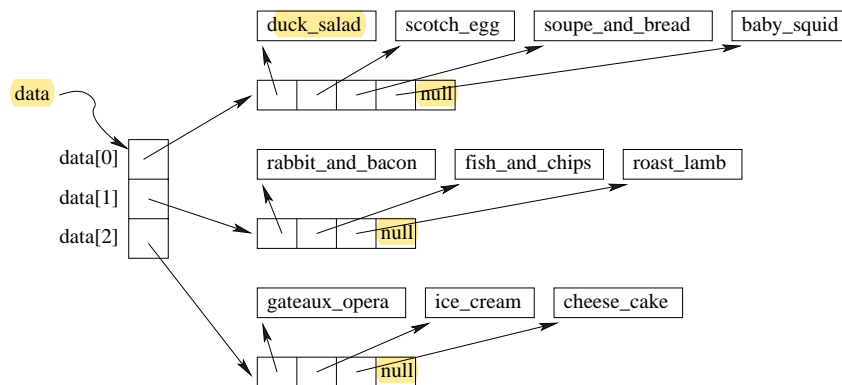 duck_salad scotch_egg soupe_and_bread baby_squid
data null
data[0] rabbit_and_bacon fish_and_chips roast_lamb
data[1]
data[2] null
gateaux_opera ice_cream cheese_cake
null